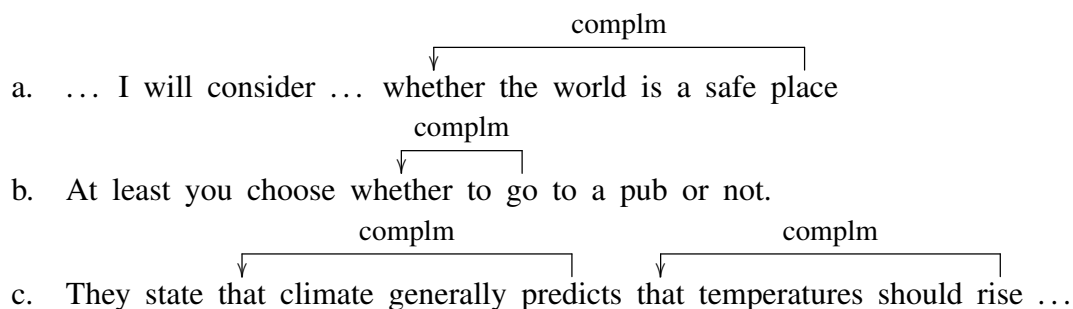 complm
a. ... I will consider ... whether the world is a safe place
complm
b. At least you choose whether to go to a pub or not.
complm complm
c. They state that climate generally predicts that temperatures should rise ...